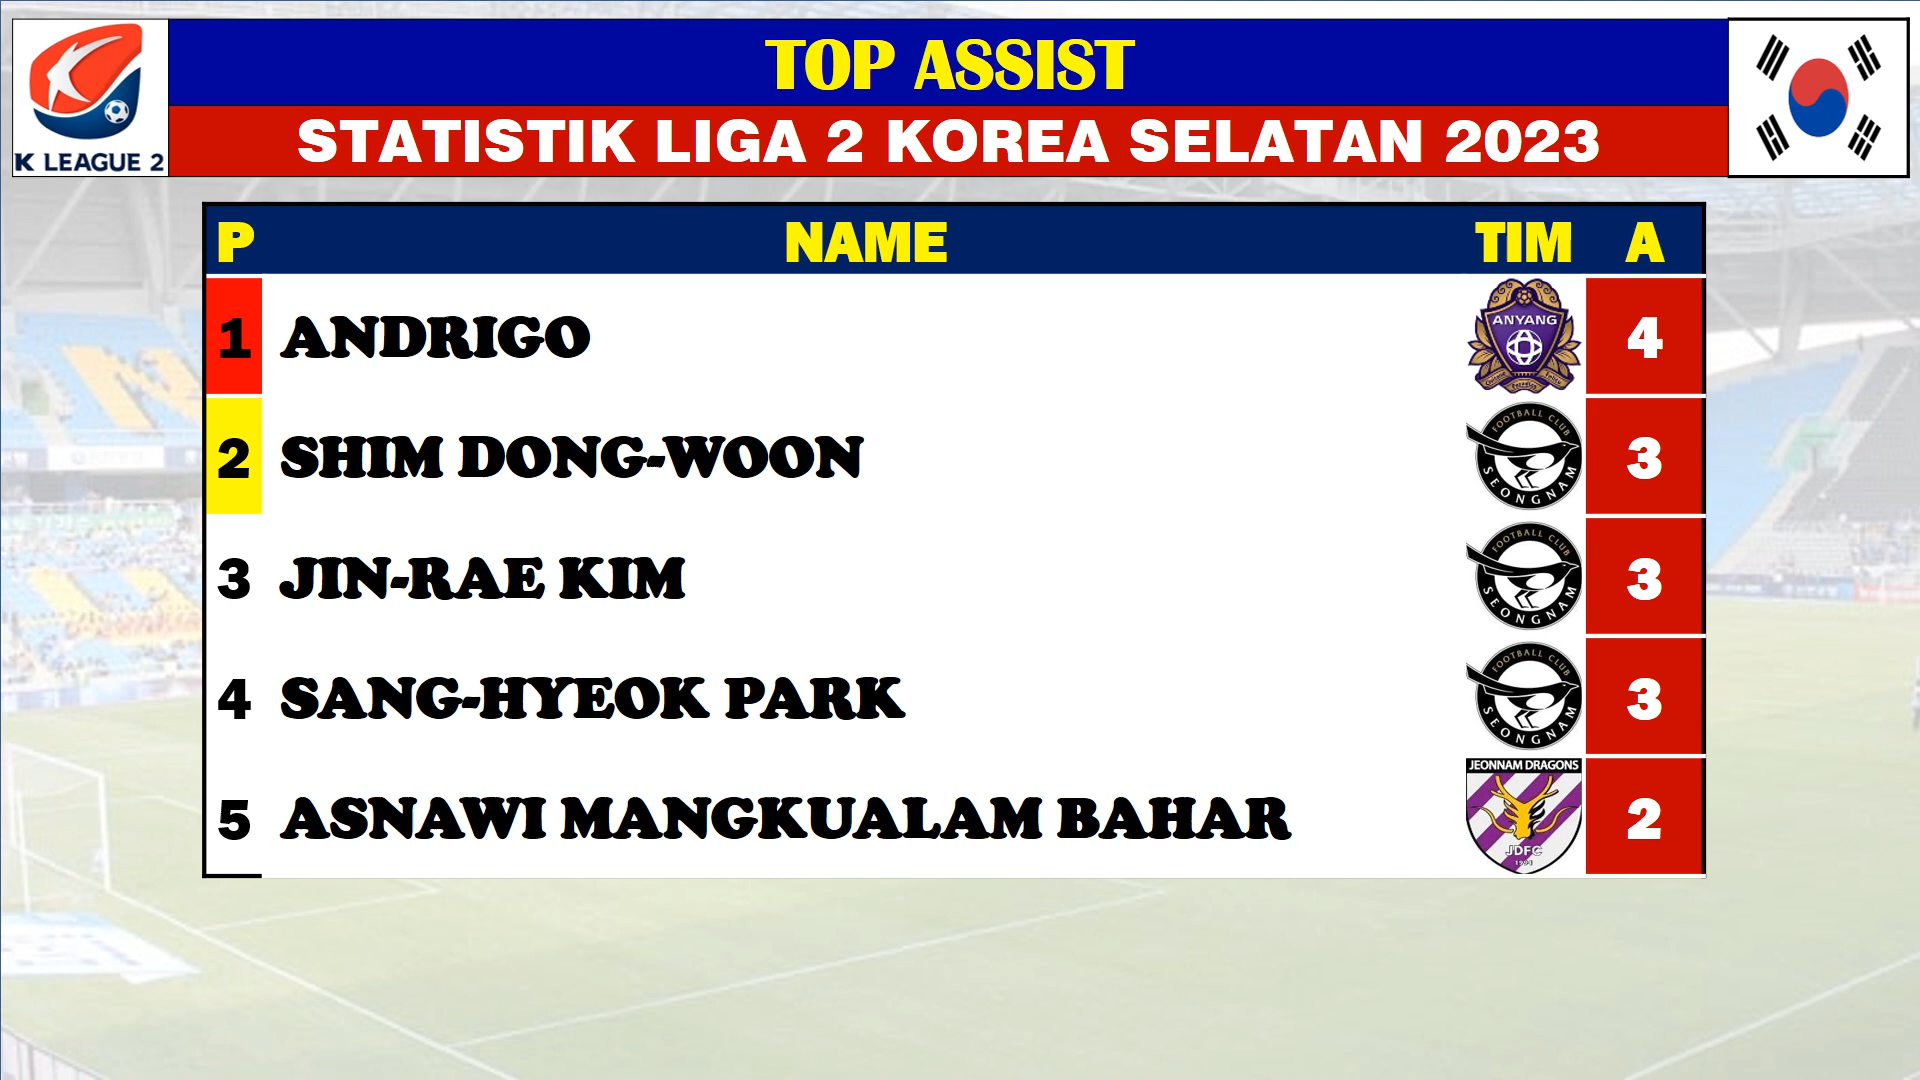 TOP ASSIST
K LEAGUE 2
STATISTIK LIGA 2 KOREA SELATAN 2023
P NAME TIM A
1 ANDRIGO ANYANG 4
2 SHIM DONG-WOON FOOTBALL CLUB SEONGNAM 3
3 JIN-RAE KIM FOOTBALL CLUB SEONGNAM 3
4 SANG-HYEOK PARK FOOTBALL CLUB SEONGNAM 3
JEONNAM DRAGONS
5 ASNAWI MANGKUALAM BAHAR JDFC 2